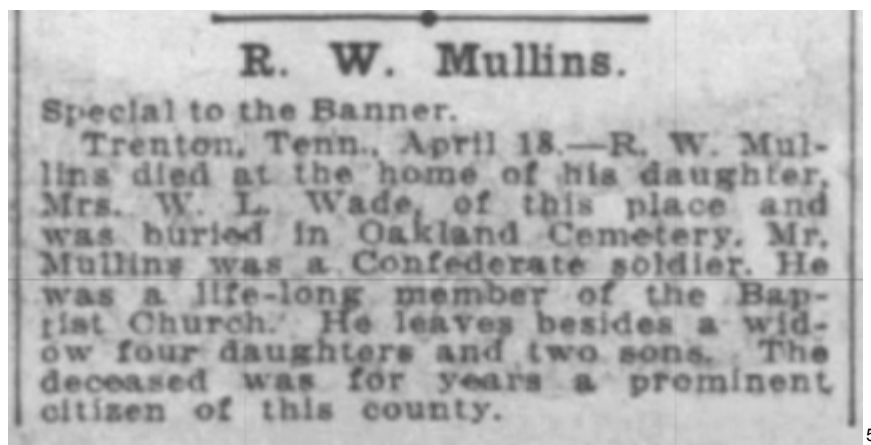 R. W. Mullins.
Special to the Banner.
Trenton, Tenn., April 18.—R. W. Mul-
lins died at the home of his daughter,
Mrs. W. L. Wade, of this place and
was buried in Oakland Cemetery. Mr.
Mullins was a Confederate soldier. He
was a life-long member of the Bap-
tist Church. He leaves besides a wid-
ow four daughters and two sons. The
deceased was for years a prominent
citizen of this county.
5